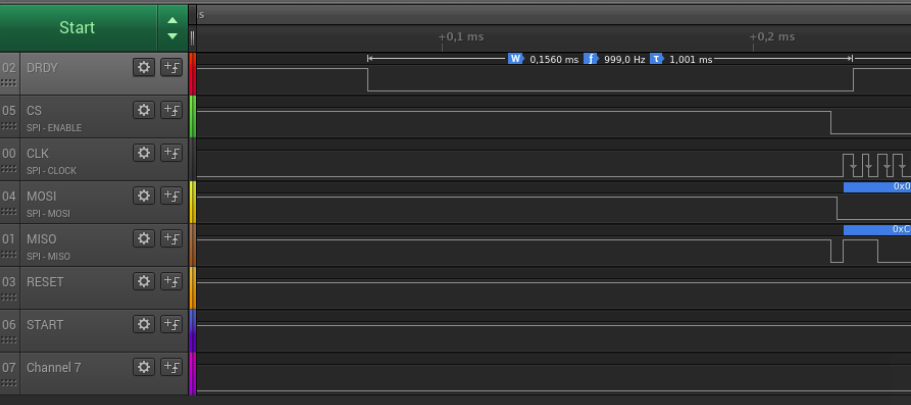 Start
s
+0,1 ms
+0,2 ms
W 0,1560 ms f 999,0 Hz T 1,001 ms
02 DRDY
05 CS
SPI - ENABLE
00 CLK
SPI - CLOCK
04 MOSI
SPI - MOSI
0x0
01 MISO
SPI - MISO
0xC
03 RESET
06 START
07 Channel 7